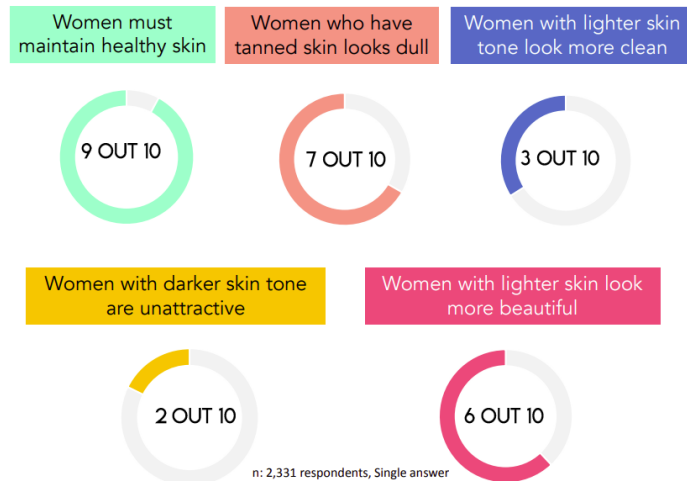 Women must
maintain healthy skin
Women who have
tanned skin looks dull
Women with lighter skin
tone look more clean
9 OUT 10
7 OUT 10
3 OUT 10
Women with darker skin tone
are unattractive
Women with lighter skin look
more beautiful
2 OUT 10
6 OUT 10
n: 2,331 respondents, Single answer